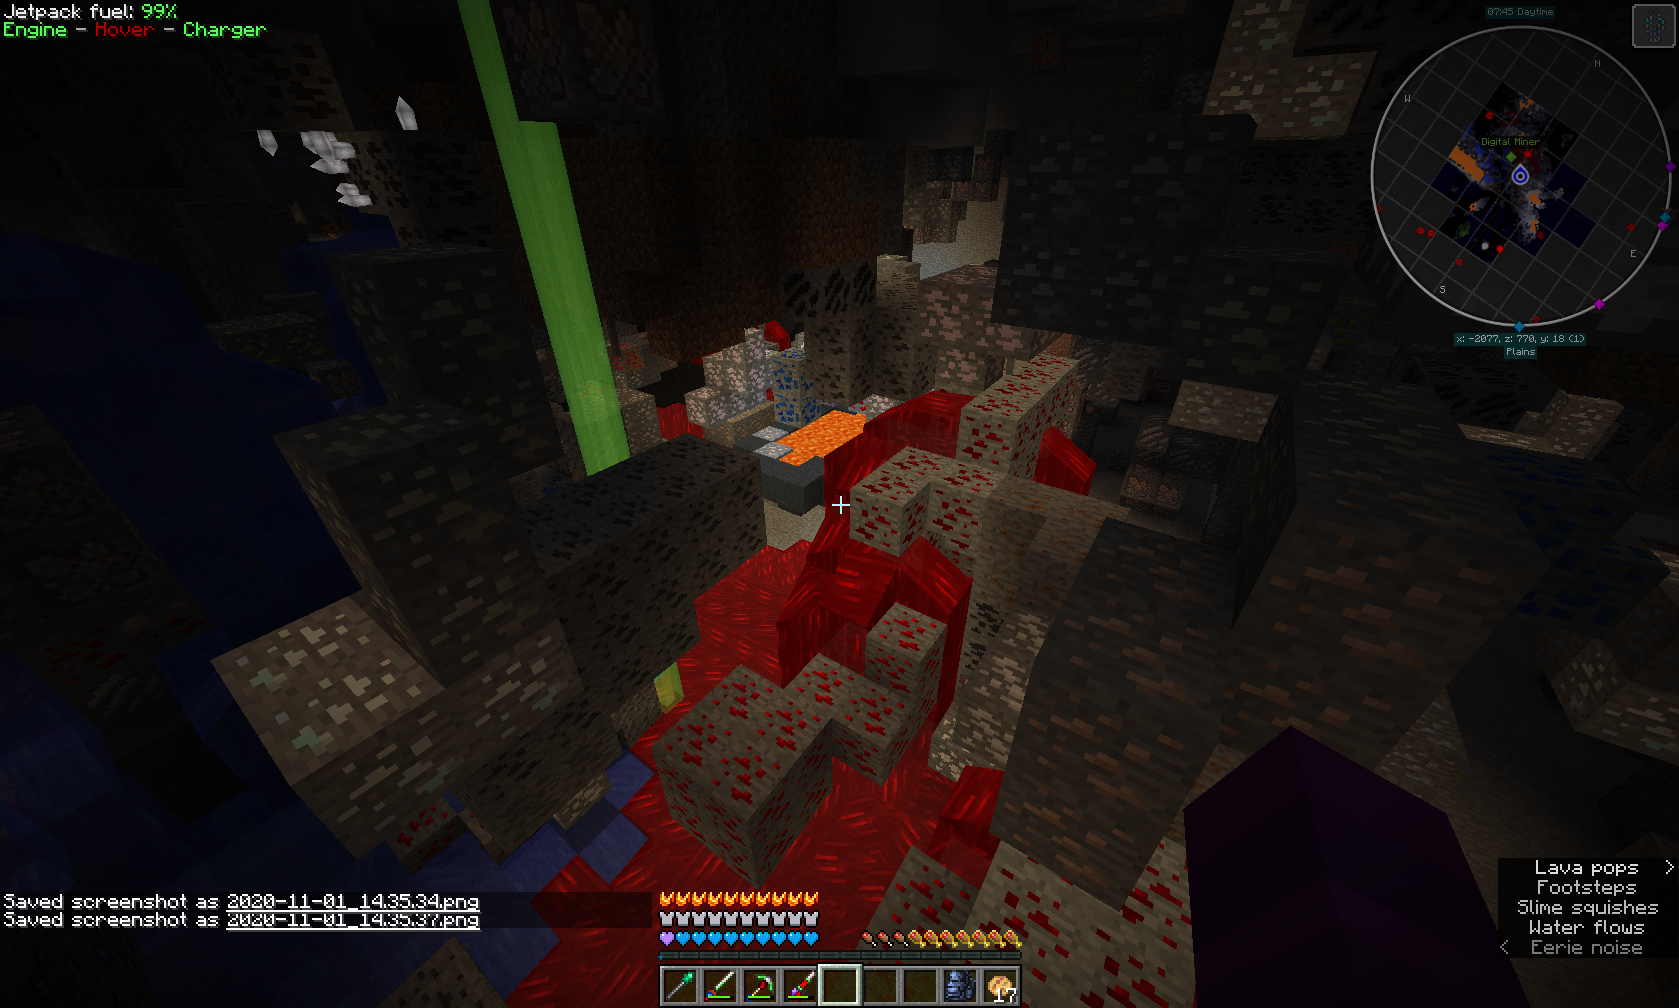 Jetpack fuel: 99%
Engine - Hover - Charger
07:45 Daytime
N
W
Digital Miner
E
S
x: -2077, z: 770, y: 18 (1)
Plains
Lava pops >
Footsteps
Slime squishes
Water flows
< Eerie noise
Saved screenshot as 2020-11-01_14.35.34.png
Saved screenshot as 2020-11-01_14.35.37.png
17